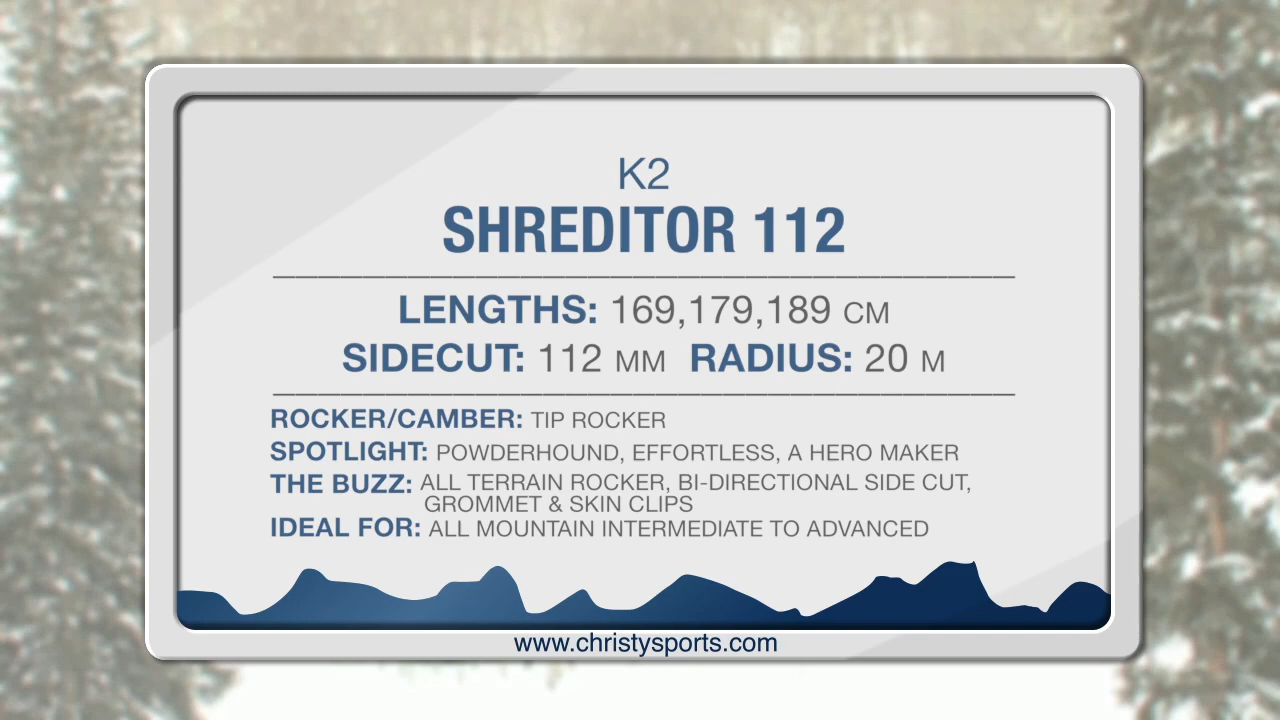 K2
SHREDITOR 112
LENGTHS: 169,179,189 CM
SIDECUT: 112 MM RADIUS: 20 M
ROCKER/CAMBER: TIP ROCKER
SPOTLIGHT: POWDERHOUND, EFFORTLESS, A HERO MAKER
THE BUZZ: ALL TERRAIN ROCKER, BI-DIRECTIONAL SIDE CUT,
GROMMET & SKIN CLIPS
IDEAL FOR: ALL MOUNTAIN INTERMEDIATE TO ADVANCED
www.christysports.com